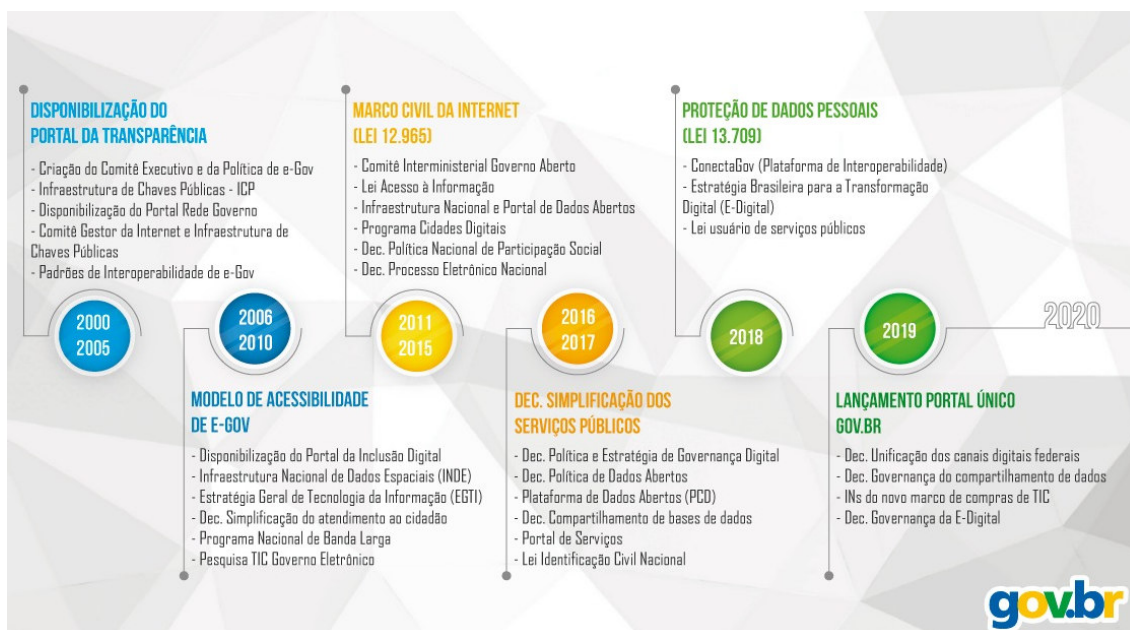 DISPONIBILIZAÇÃO DO
PORTAL DA TRANSPARÊNCIA
- Criação do Comitê Executivo e da Política de e-Gov
- Infraestrutura de Chaves Públicas - ICP
- Disponibilização do Portal Rede Governo
- Comitê Gestor da Internet e Infraestrutura de
Chaves Públicas
- Padrões de Interoperabilidade de e-Gov
2000
2005
2006
2010
MODELO DE ACESSIBILIDADE
DE E-GOV
- Disponibilização do Portal da Inclusão Digital
- Infraestrutura Nacional de Dados Espaciais (INDE)
- Estratégia Geral de Tecnologia da Informação (EGTI)
- Dec. Simplificação do atendimento ao cidadão
- Programa Nacional de Banda Larga
- Pesquisa TIC Governo Eletrônico
MARCO CIVIL DA INTERNET
(LEI 12.965)
- Comitê Interministerial Governo Aberto
- Lei Acesso à Informação
- Infraestrutura Nacional e Portal de Dados Abertos
- Programa Cidades Digitais
- Dec. Política Nacional de Participação Social
- Dec. Processo Eletrônico Nacional
2011
2015
2016
2017
DEC. SIMPLIFICAÇÃO DOS
SERVIÇOS PÚBLICOS
- Dec. Política e Estratégia de Governança Digital
- Dec. Política de Dados Abertos
- Plataforma de Dados Abertos (PCD)
- Dec. Compartilhamento de bases de dados
- Portal de Serviços
- Lei Identificação Civil Nacional
PROTEÇÃO DE DADOS PESSOAIS
(LEI 13.709)
- ConectaGov (Plataforma de Interoperabilidade)
- Estratégia Brasileira para a Transformação
Digital (E-Digital)
- Lei usuário de serviços públicos
2018
2019
LANÇAMENTO PORTAL ÚNICO
GOV.BR
- Dec. Unificação dos canais digitais federais
- Dec. Governança do compartilhamento de dados
- INs do novo marco de compras de TIC
- Dec. Governança da E-Digital
2020
gov.br